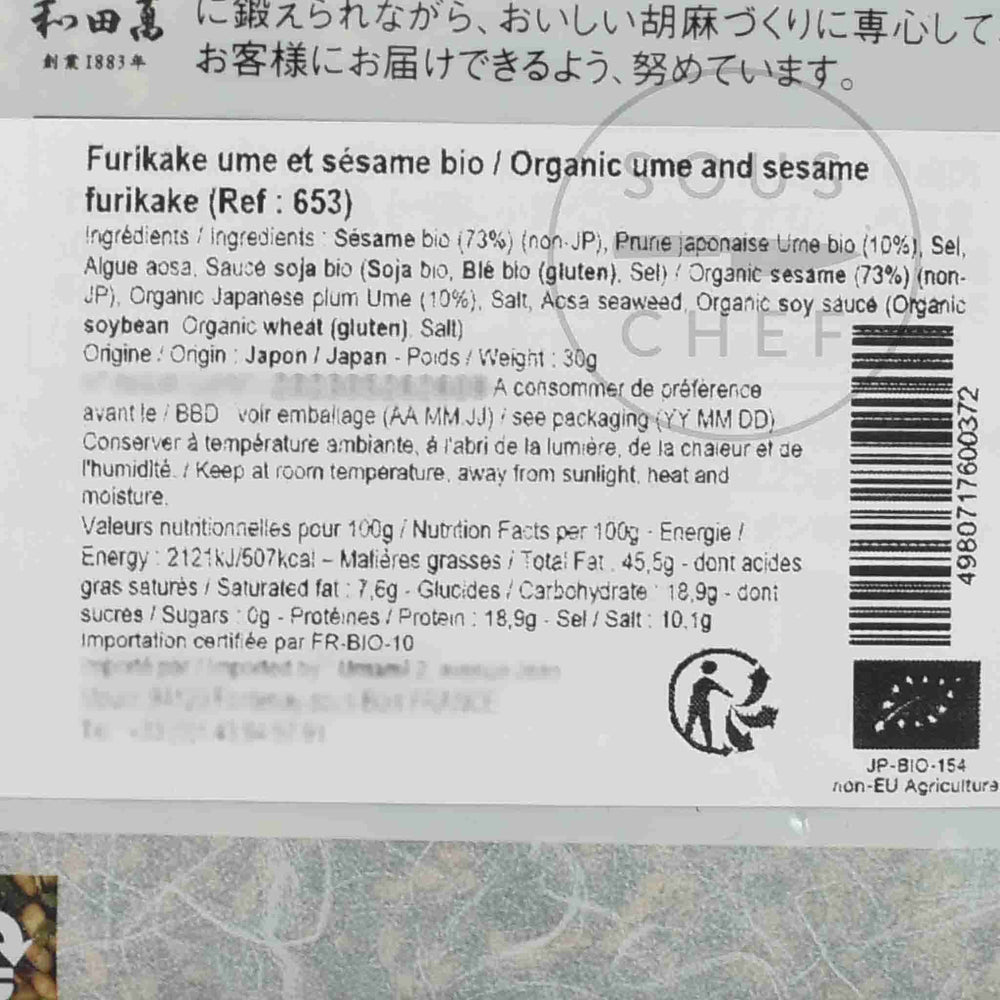 和田萬
創業1883年
に鍛えられながら、おいしい胡麻づくりに専心して
お客様にお届けできるよう、努めています。
SOUS
CHEF
Furikake ume et sésame bio / Organic ume and sesame
furikake (Ref : 653)
Ingrédients / Ingredients : Sésame bio (73%) (non-JP), Prune japonaise Ume bio (10%), Sel,
Algue aosa, Sauce soja bio (Soja bio, Blé bio (gluten), Sel) / Organic sesame (73%) (non-
JP), Organic Japanese plum Ume (10%), Salt, Aosa seaweed, Organic soy sauce (Organic
soybean Organic wheat (gluten), Salt)
Origine / Origin : Japon / Japan - Poids / Weight : 30g
A consommer de préférence
avant le / BBD voir emballage (AA MM JJ) / see packaging (YY MM DD)
Conserver à température ambiante, à l'abri de la lumière, de la chaleur et de
l'humidité. / Keep at room temperature, away from sunlight, heat and
moisture.
Valeurs nutritionnelles pour 100g / Nutrition Facts per 100g - Energie /
Energy : 2121kJ/507kcal – Matières grasses / Total Fat : 45,5g - dont acides
gras saturés / Saturated fat : 7,6g - Glucides / Carbohydrate : 18,9g - dont
sucres / Sugars : 0g - Protéines / Protein : 18,9g - Sel / Salt : 10,1g
Importation certifiée par FR-BIO-10
4980717600372
JP-BIO-154
non-EU Agriculture